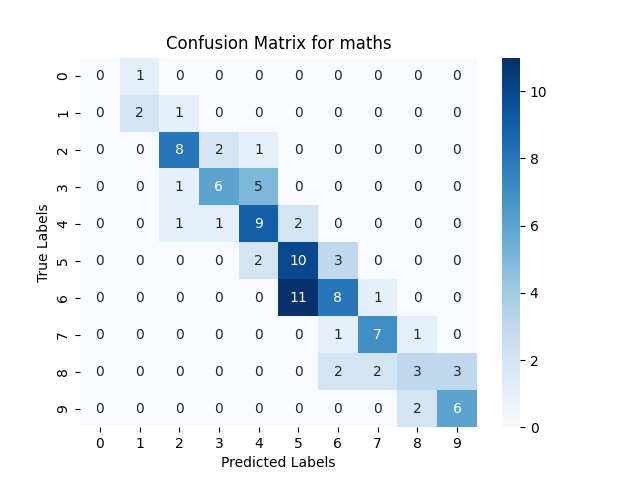 Confusion Matrix for maths
True Labels
0 0 1 0 0 0 0 0 0 0 0
1 0 2 1 0 0 0 0 0 0 0
2 0 0 8 2 1 0 0 0 0 0
3 0 0 1 6 5 0 0 0 0 0
4 0 0 1 1 9 2 0 0 0 0
5 0 0 0 0 2 10 3 0 0 0
6 0 0 0 0 0 11 8 1 0 0
7 0 0 0 0 0 0 1 7 1 0
8 0 0 0 0 0 0 2 2 3 3
9 0 0 0 0 0 0 0 0 2 6
0 1 2 3 4 5 6 7 8 9
Predicted Labels
10
8
6
4
2
0